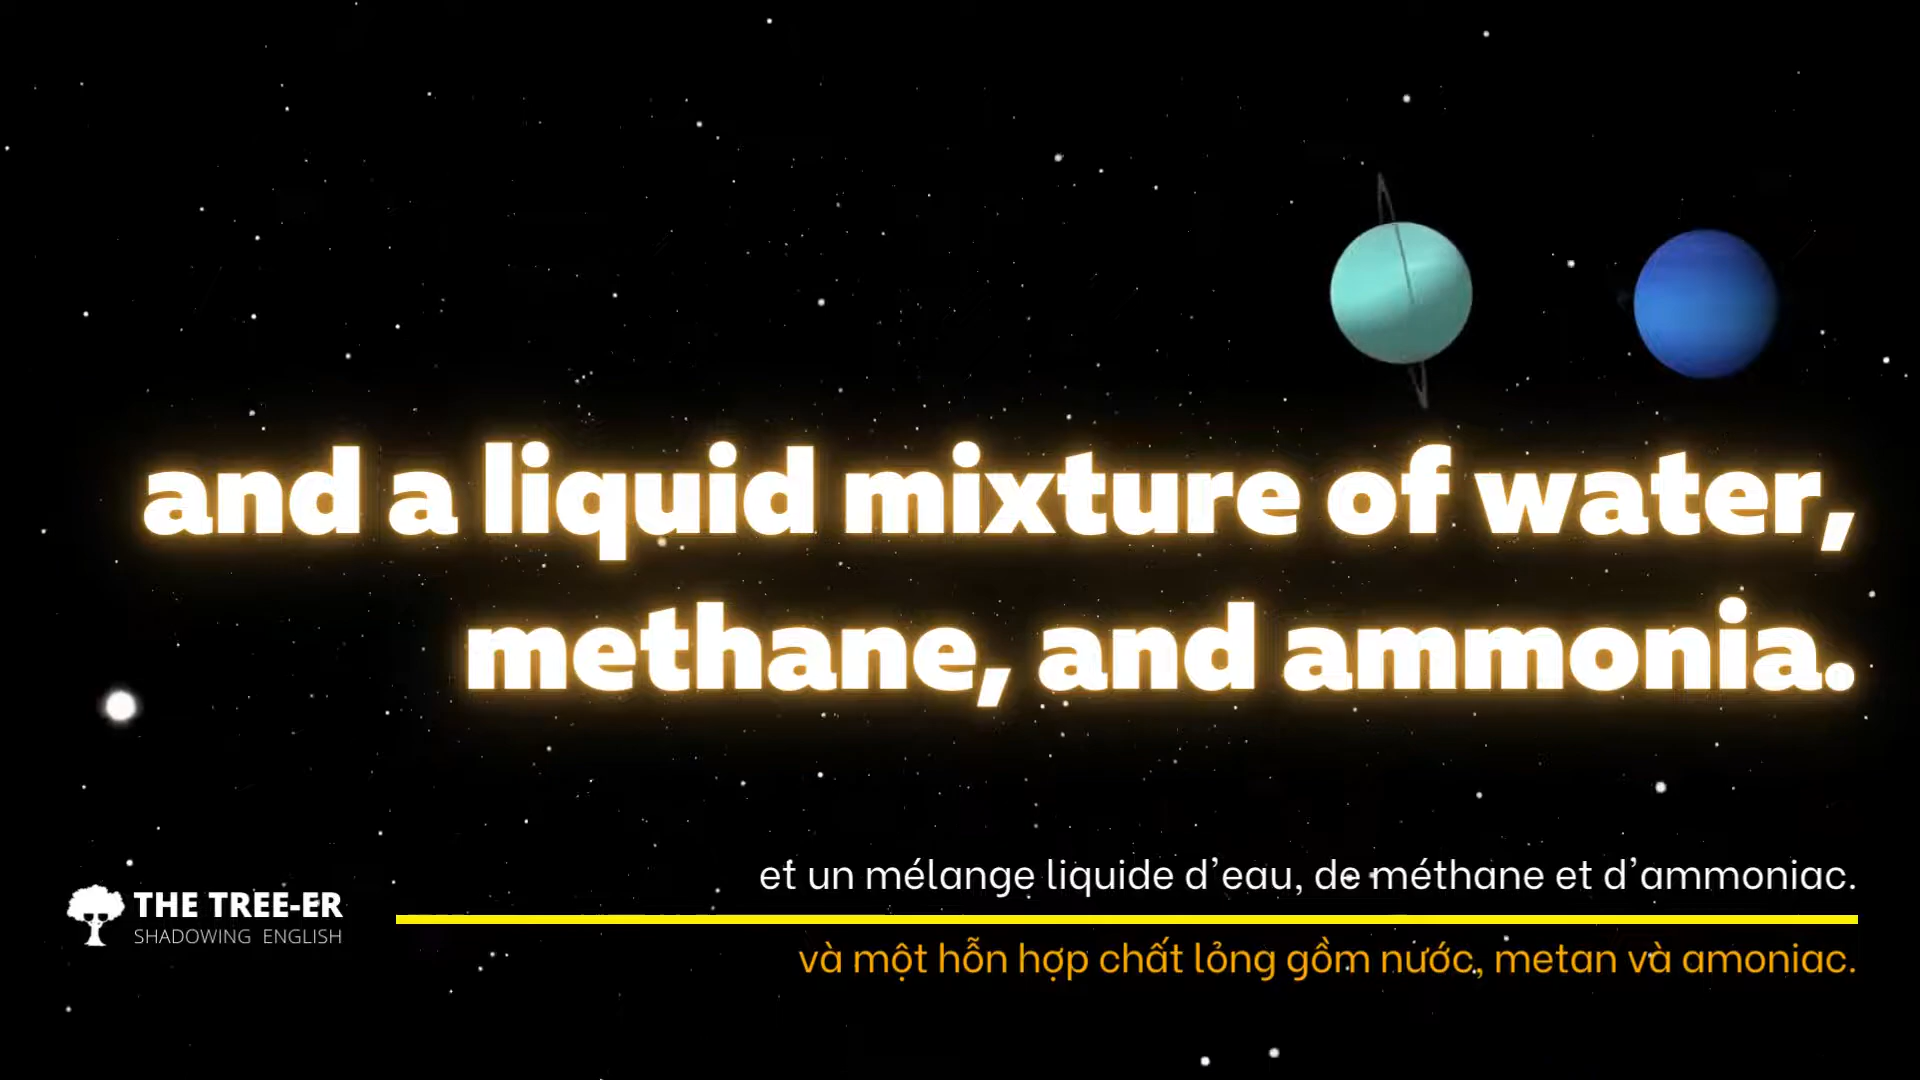 and a liquid mixture of water,
methane, and ammonia.
et un mélange liquide d’eau, de méthane et d’ammoniac.
THE TREE-ER
SHADOWING ENGLISH
và một hỗn hợp chất lỏng gồm nước, metan và amoniac.